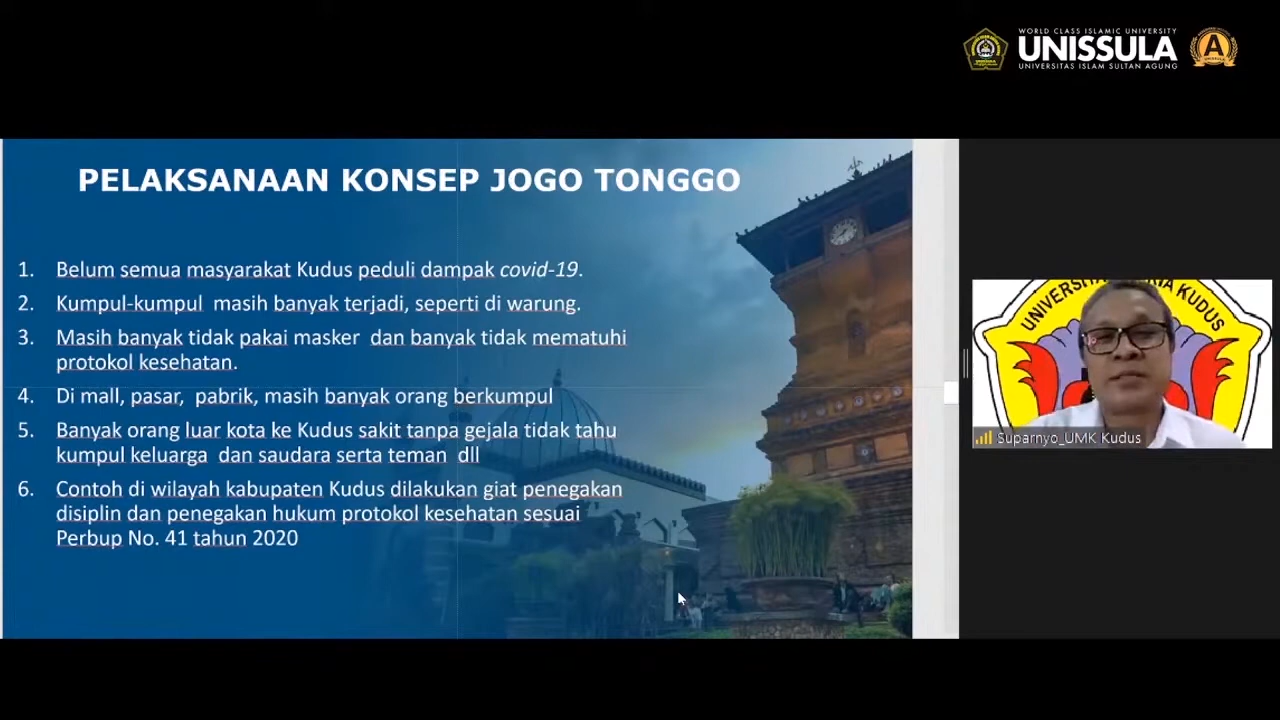 WORLD CLASS ISLAMIC UNIVERSITY
UNISSULA
UNIVERSITAS ISLAM SULTAN AGUNG
A
PELAKSANAAN KONSEP JOGO TONGGO
1. Belum semua masyarakat Kudus peduli dampak covid-19.
2. Kumpul-kumpul masih banyak terjadi, seperti di warung.
3. Masih banyak tidak pakai masker dan banyak tidak mematuhi
protokol kesehatan.
4. Di mall, pasar, pabrik, masih banyak orang berkumpul
5. Banyak orang luar kota ke Kudus sakit tanpa gejala tidak tahu
kumpul keluarga dan saudara serta teman dll
6. Contoh di wilayah kabupaten Kudus dilakukan giat penegakan
disiplin dan penegakan hukum protokol kesehatan sesuai
Perbup No. 41 tahun 2020
KUDUS
Suparnyo_UMK Kudus